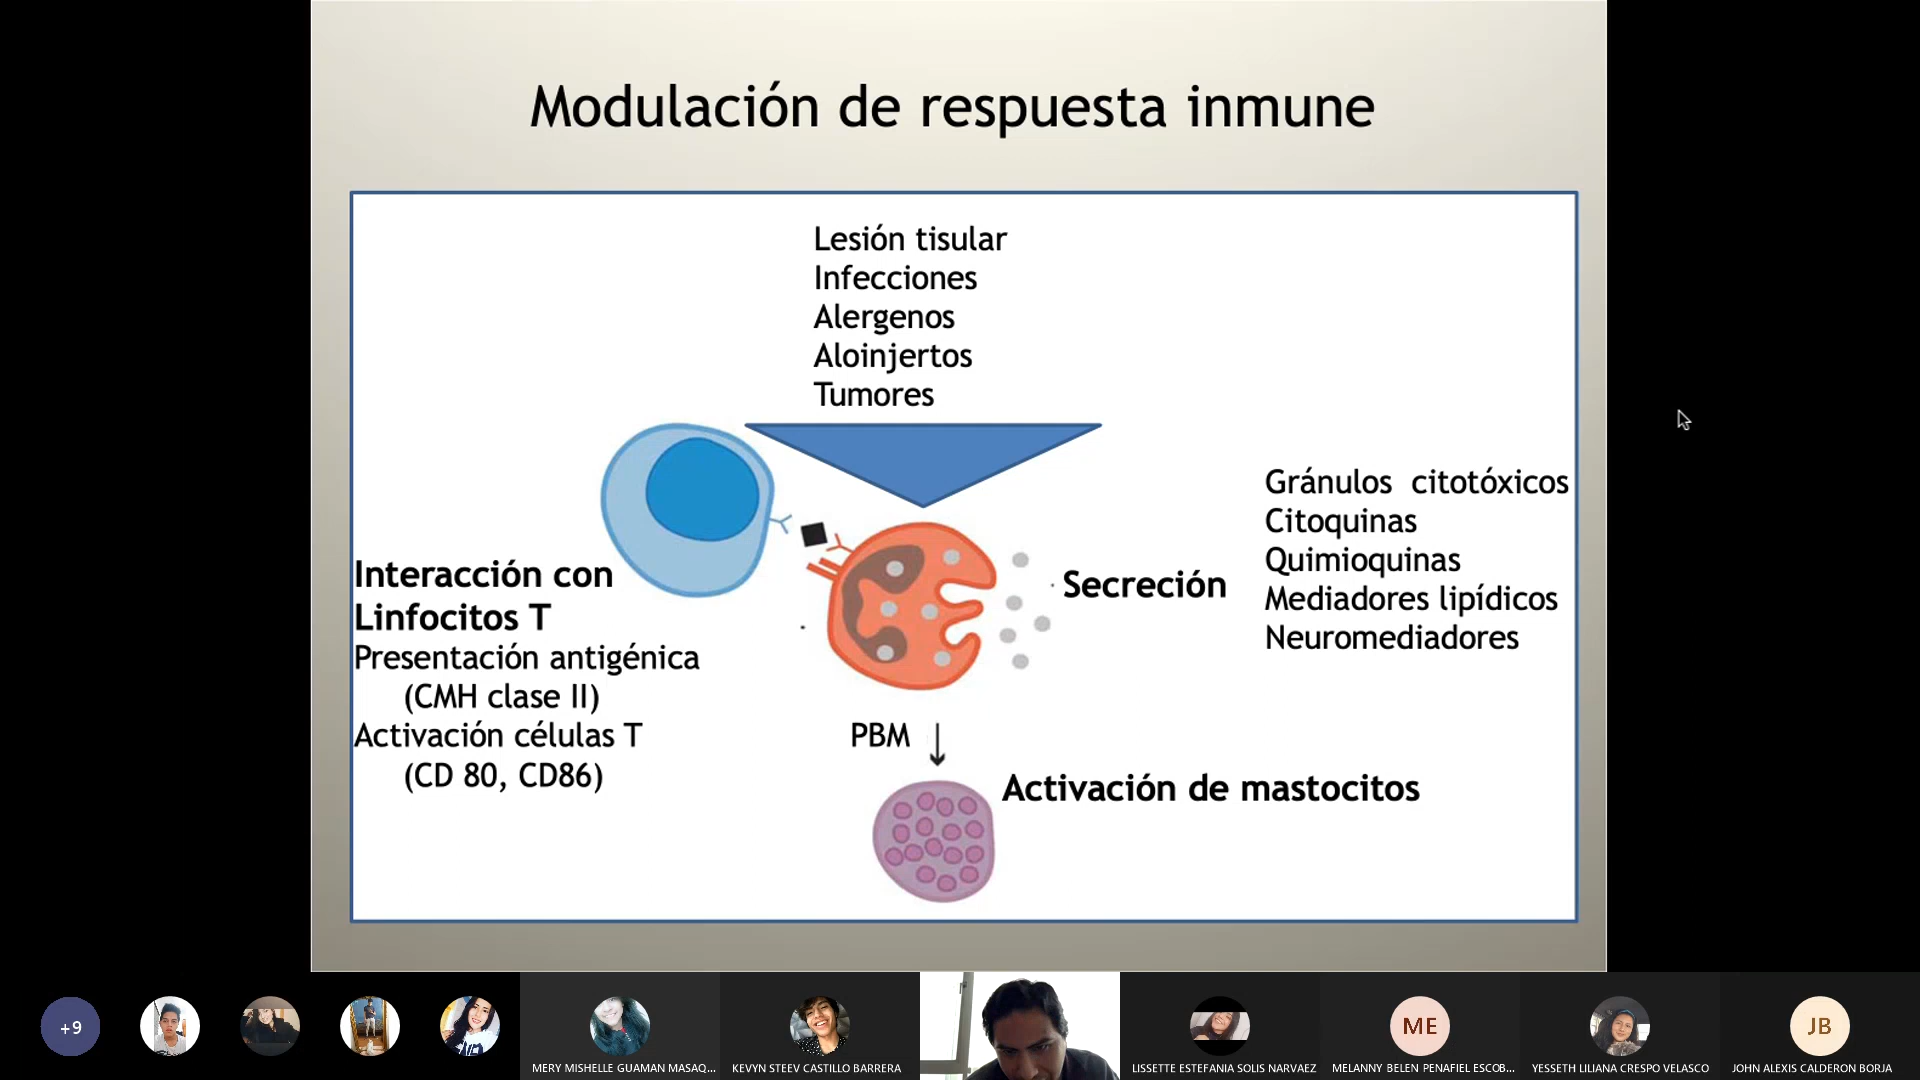 Modulación de respuesta inmune
Lesión tisular
Infecciones
Alergenos
Aloinjertos
Tumores
Interacción con
Linfocitos T
Presentación antigénica
(CMH clase II)
Activación células T
(CD 80, CD86)
Secreción
Gránulos citotóxicos
Citoquinas
Quimioquinas
Mediadores lipídicos
Neuromediadores
PBM
Activación de mastocitos
+9
MERY MISHELLE GUAMAN MASAQ...
KEVYN STEEV CASTILLO BARRERA
LISSETTE ESTEFANIA SOLIS NARVAEZ
ME
MELANNY BELEN PENAFIEL ESCOB...
YESSETH LILIANA CRESPO VELASCO
JB
JOHN ALEXIS CALDERON BORJA